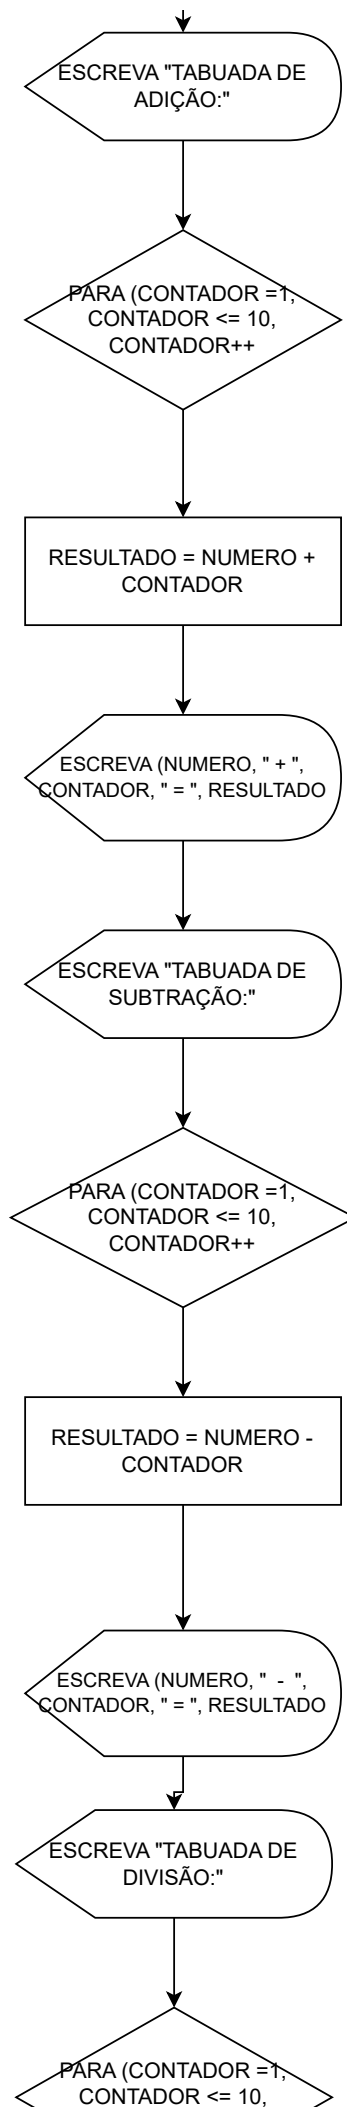 ESCREVA "TABUADA DE
ADIÇÃO:"
PARA (CONTADOR =1,
CONTADOR <= 10,
CONTADOR++
RESULTADO = NUMERO +
CONTADOR
ESCREVA (NUMERO, " + ",
CONTADOR, " = ", RESULTADO
ESCREVA "TABUADA DE
SUBTRAÇÃO:"
PARA (CONTADOR =1,
CONTADOR <= 10,
CONTADOR++
RESULTADO = NUMERO -
CONTADOR
ESCREVA (NUMERO, "  -  ",
CONTADOR, " = ", RESULTADO
ESCREVA "TABUADA DE
DIVISÃO:"
PARA (CONTADOR =1,
CONTADOR <= 10,